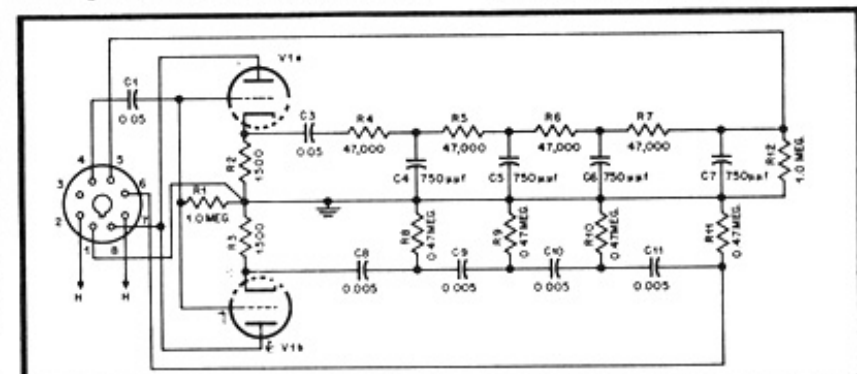 V1a
C1
0.05
C3
0.05
R4
47,000
R5
47,000
R6
47,000
R7
47,000
R12
1.0 MEG.
4
5
3
6
2
7
1
8
R2
1500
R1
1.0 MEG.
R3
1500
C4
750μμf
C5
750μμf
C6
750μμf
C7
750μμf
R8
0.47MEG.
R9
0.47MEG.
R10
0.47MEG.
R11
0.47MEG.
C8
0.005
C9
0.005
C10
0.005
C11
0.005
H
H
V1b